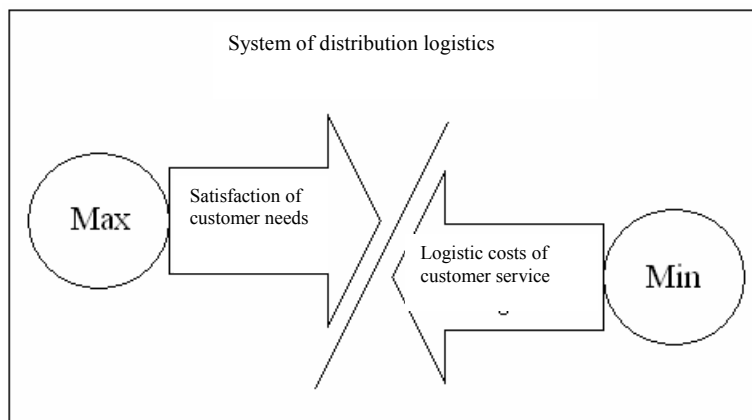 System of distribution logistics
Max
Satisfaction of
customer needs
Logistic costs of
customer service
Min